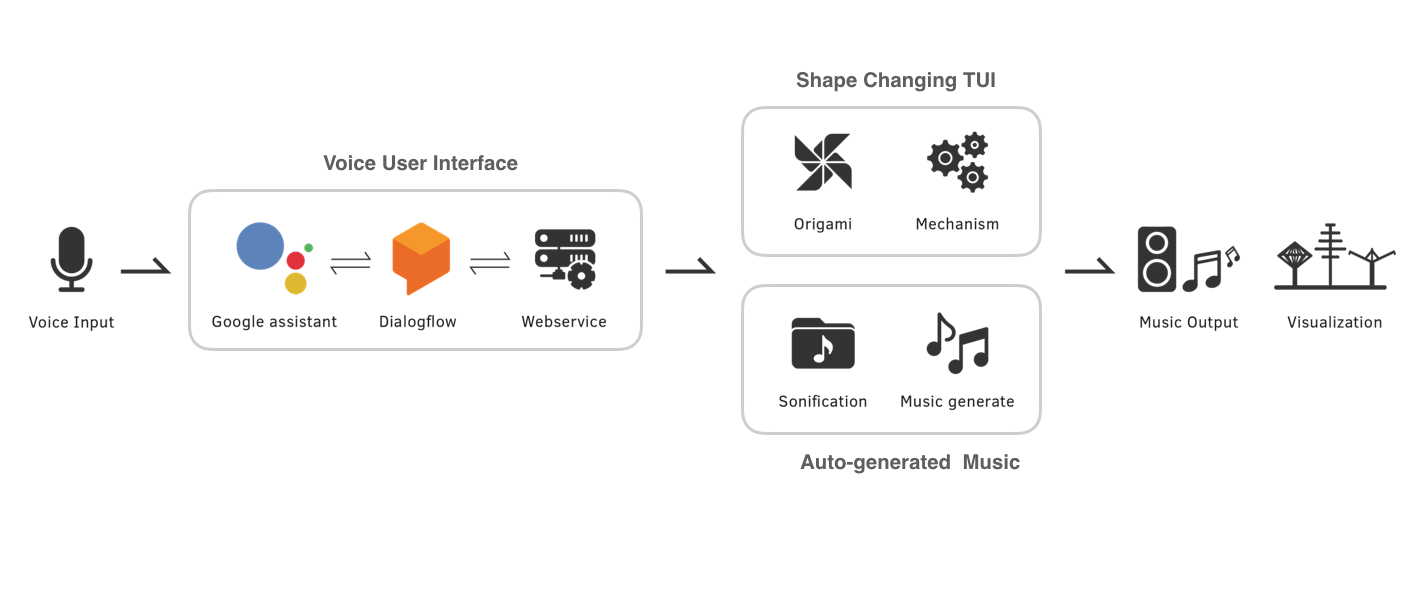 Voice Input
Voice User Interface
Google assistant
Dialogflow
Webservice
Shape Changing TUI
Origami
Mechanism
Sonification
Music generate
Auto-generated  Music
Music Output
Visualization